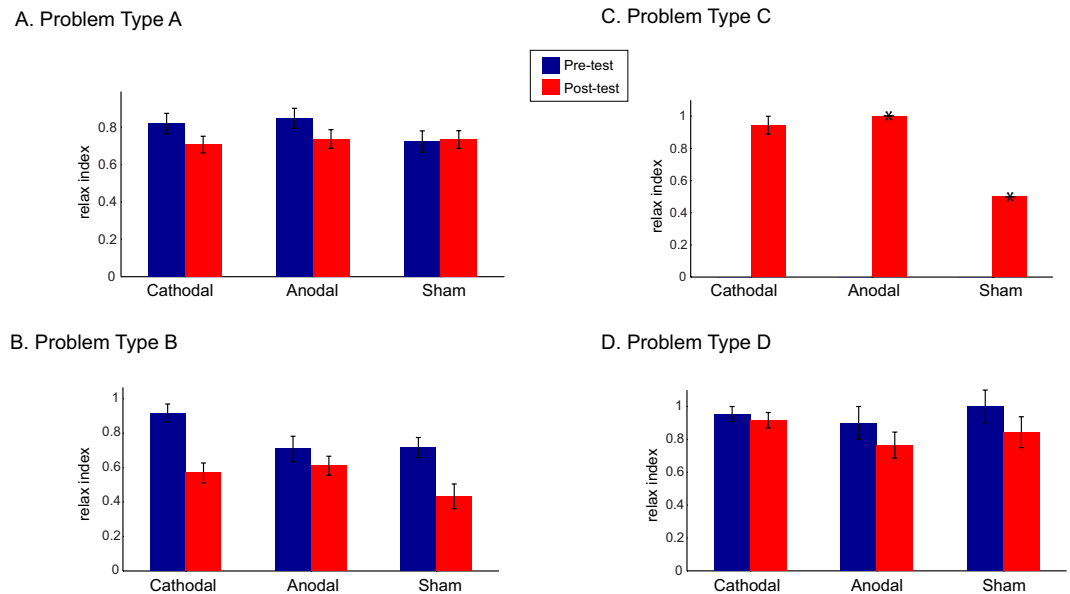 A. Problem Type A
relax index
0.8
0.6
0.4
0.2
0
Cathodal Anodal Sham
Pre-test
Post-test
C. Problem Type C
relax index
1
0.8
0.6
0.4
0.2
0
Cathodal Anodal Sham
B. Problem Type B
relax index
1
0.8
0.6
0.4
0.2
0
Cathodal Anodal Sham
D. Problem Type D
relax index
1
0.8
0.6
0.4
0.2
0
Cathodal Anodal Sham